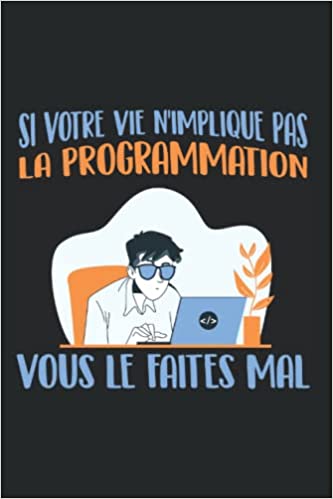 SI VOTRE VIE N'IMPLIQUE PAS
LA PROGRAMMATION
</>
VOUS LE FAITES MAL